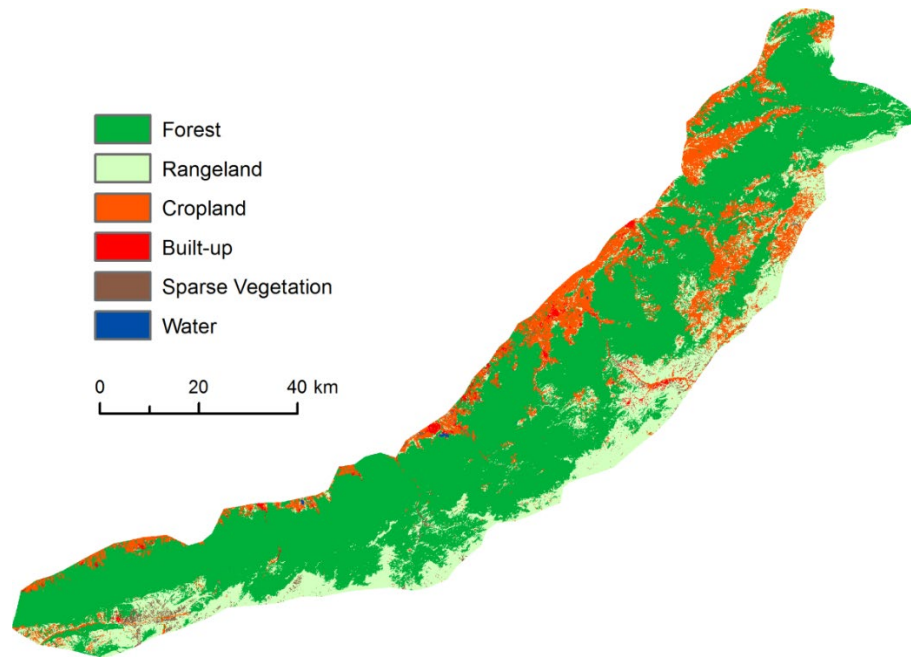 Forest
Rangeland
Cropland
Built-up
Sparse Vegetation
Water
0 20 40 km